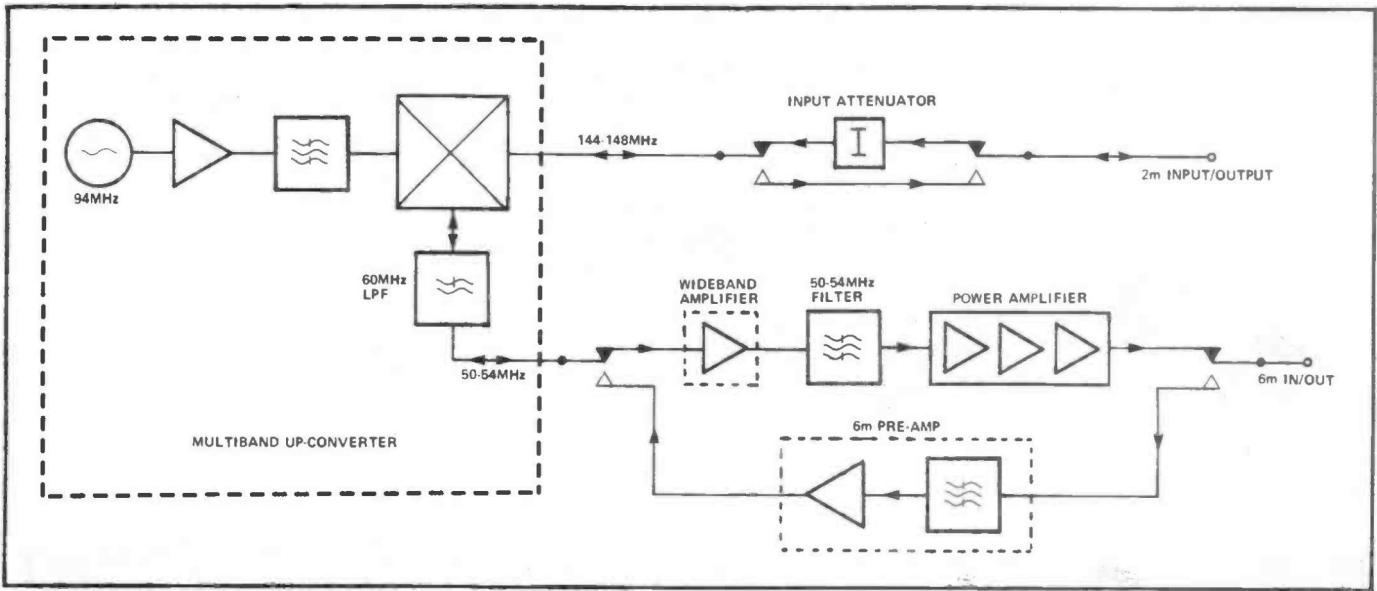 INPUT ATTENUATOR
144-148MHz
2m INPUT/OUTPUT
94MHz
60MHz
LPF
WIDEBAND
AMPLIFIER
50-54MHz
FILTER
POWER AMPLIFIER
50-54MHz
6m IN/OUT
6m PRE-AMP
MULTIBAND UP-CONVERTER